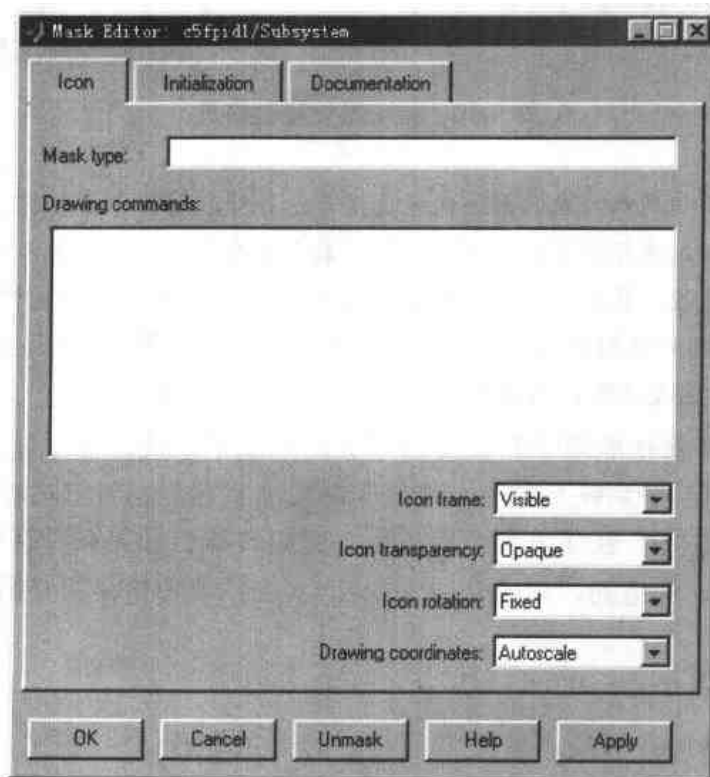 Mask Editor: c5fpid1/Subsystem
Icon
Initialization
Documentation
Mask type:
Drawing commands:
Icon frame: Visible
Icon transparency: Opaque
Icon rotation: Fixed
Drawing coordinates: Autoscale
OK
Cancel
Unmask
Help
Apply